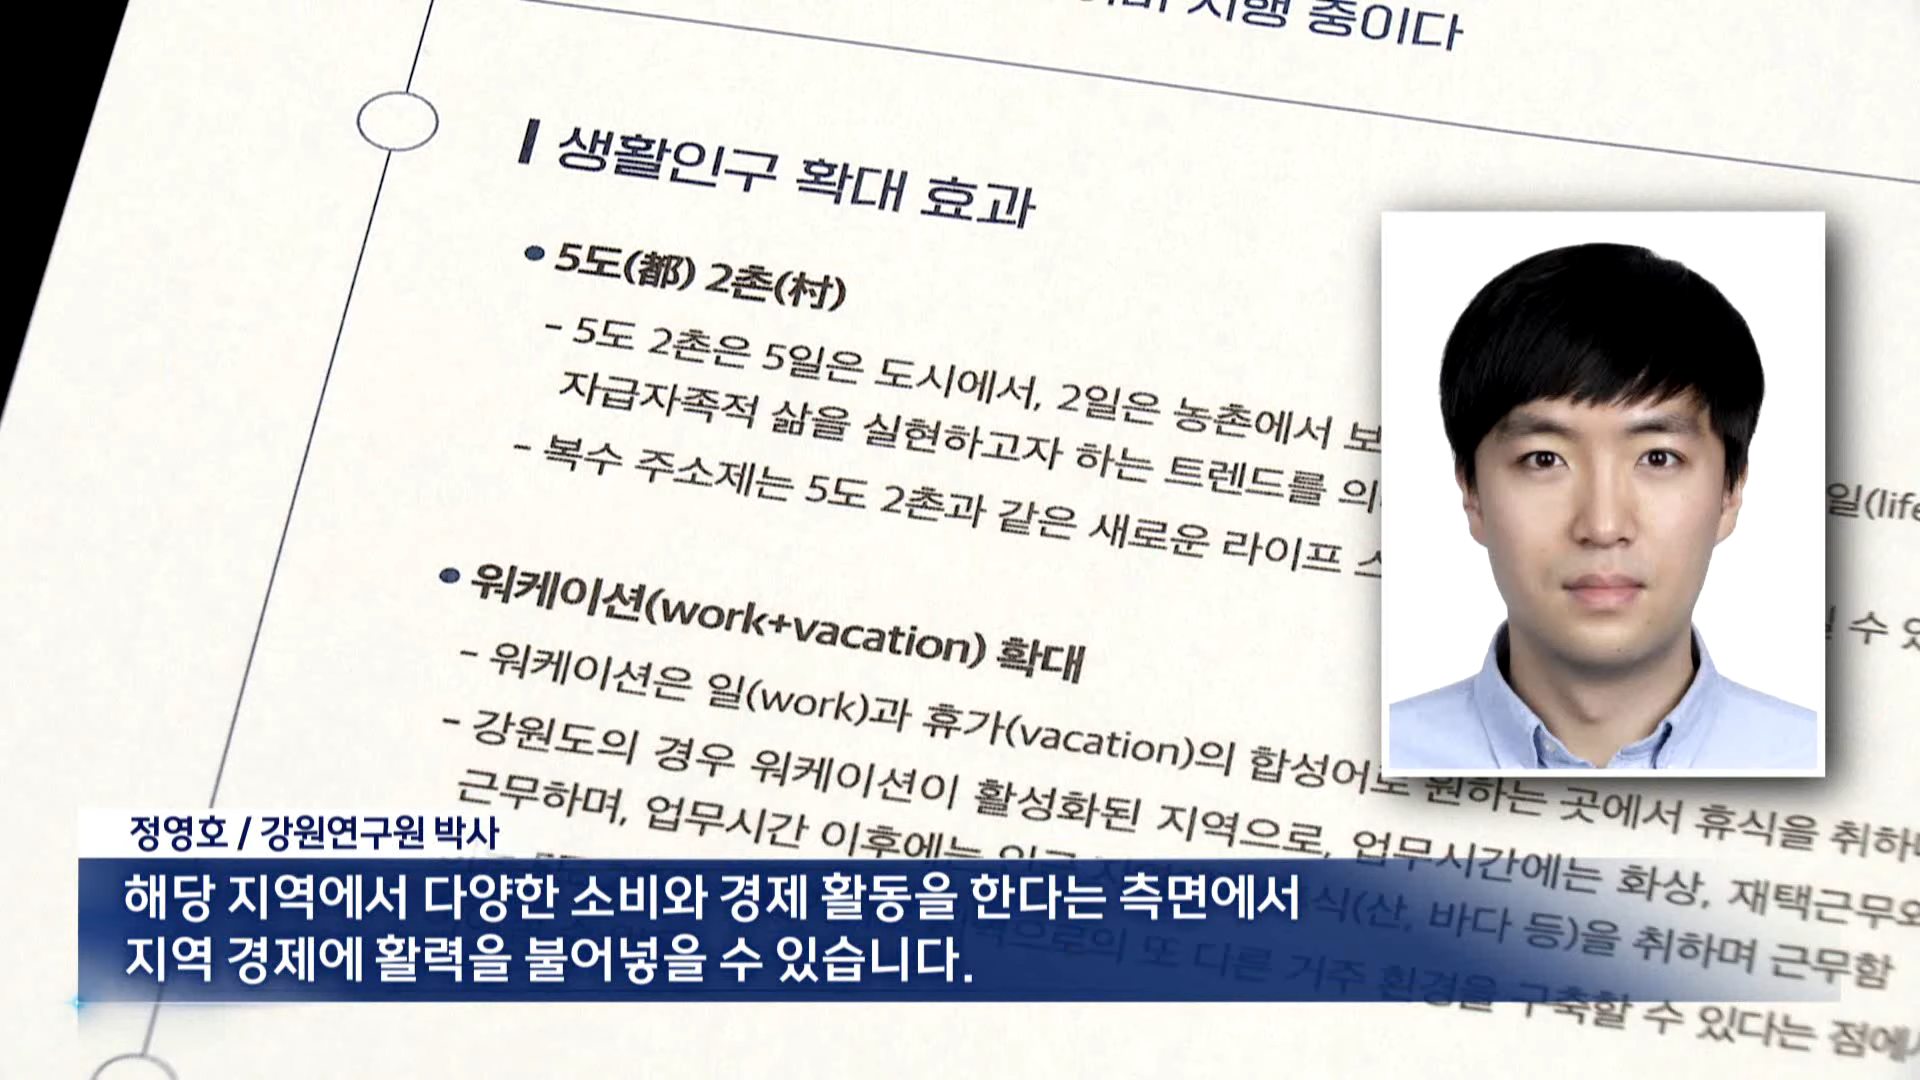 지행 중이다
생활인구 확대 효과
• 5도(都) 2촌(村)
- 5도 2촌은 5일은 도시에서, 2일은 농촌에서 보
자급자족적 삶을 실현하고자 하는 트렌드를 의
- 복수 주소제는 5도 2촌과 같은 새로운 라이프 스
일(life
수 있
• 워케이션(work+vacation) 확대
- 워케이션은 일(work)과 휴가(vacation)의 합성어로 원하는 곳에서 휴식을 취하
- 강원도의 경우 워케이션이 활성화된 지역으로, 업무시간에는 화상, 재택근무와
근무하며, 업무시간 이후에는 인근 식(산, 바다 등)을 취하며 근무함
또 다른 거주 환경을 구축할 수 있다는 점에서
정영호 / 강원연구원 박사
해당 지역에서 다양한 소비와 경제 활동을 한다는 측면에서
지역 경제에 활력을 불어넣을 수 있습니다.